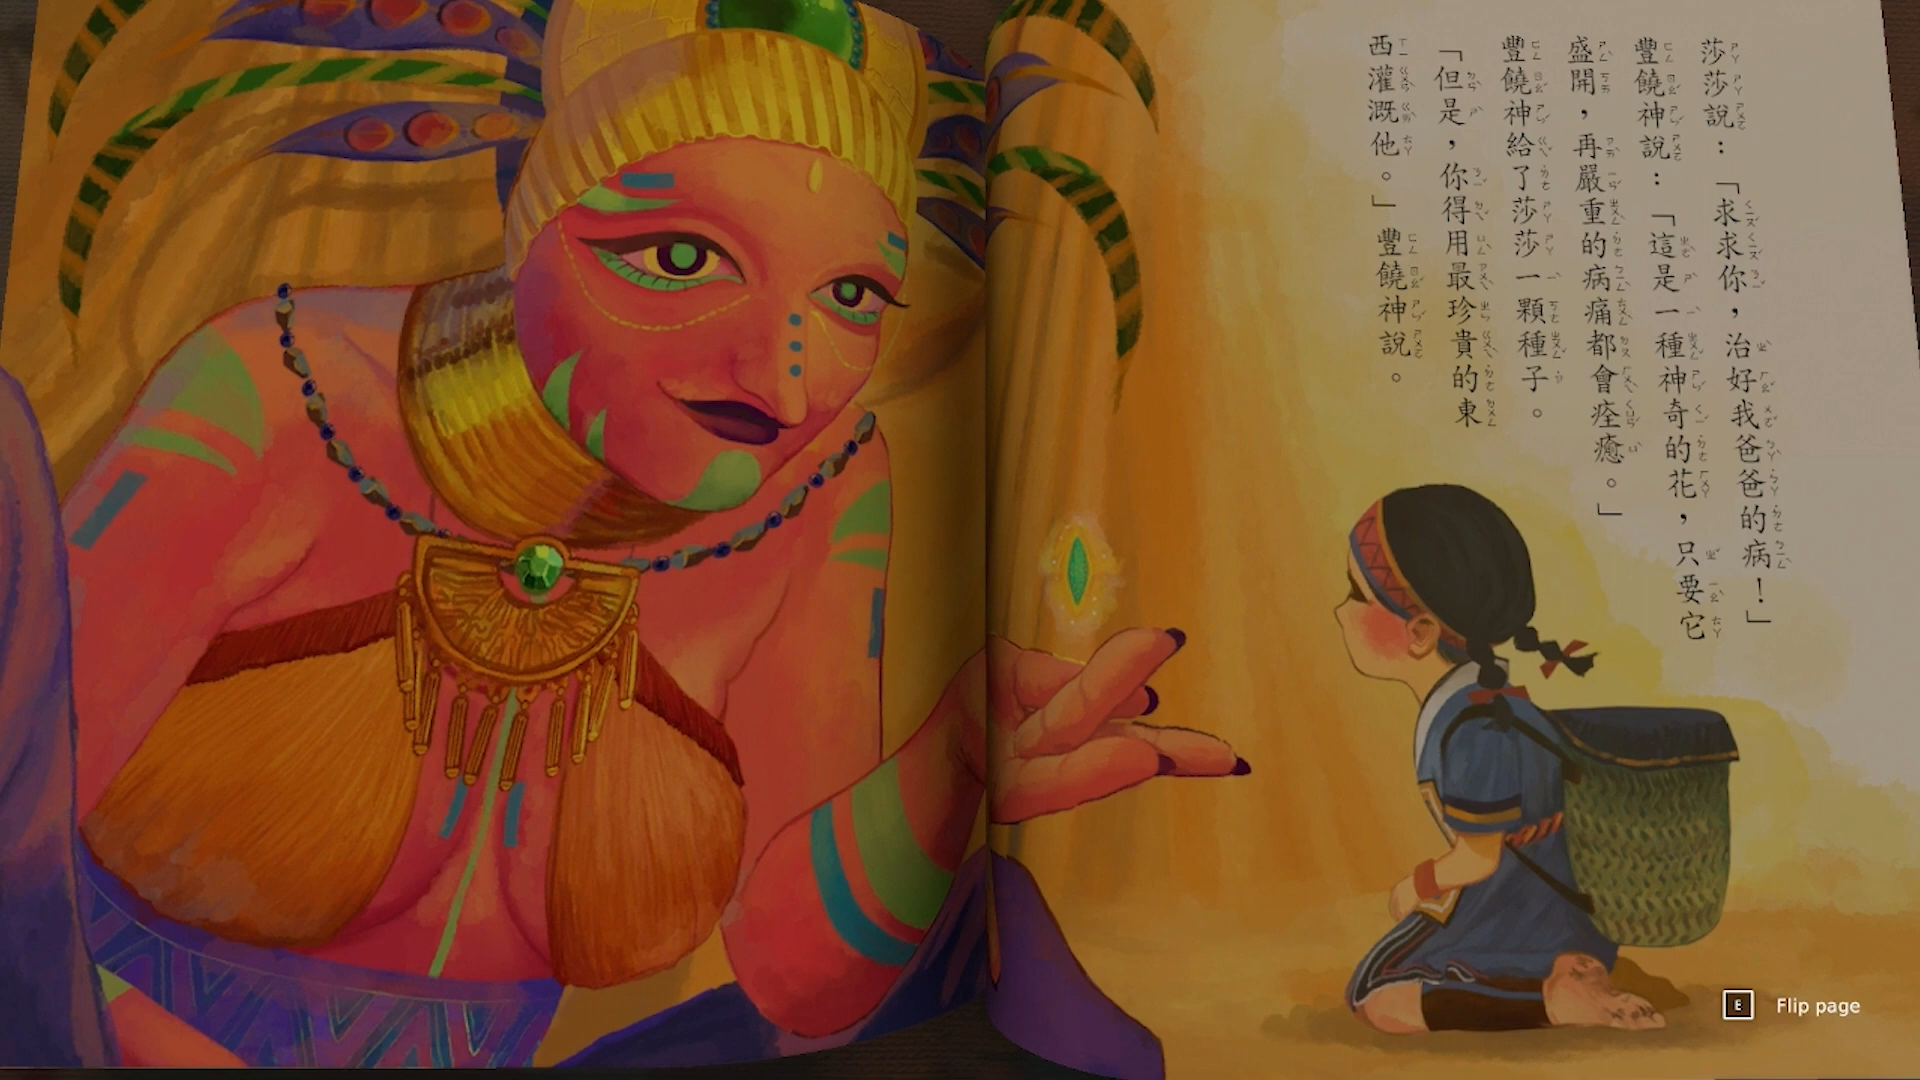 莎莎說：「求求你，治好我爸爸的病！」
豐饒神說：「這是一種神奇的花，只要它
盛開，再嚴重的病痛都會痊癒。」
豐饒神給了莎莎一顆種子。
「但是，你得用最珍貴的東
西灌溉他。」豐饒神說。
E Flip page